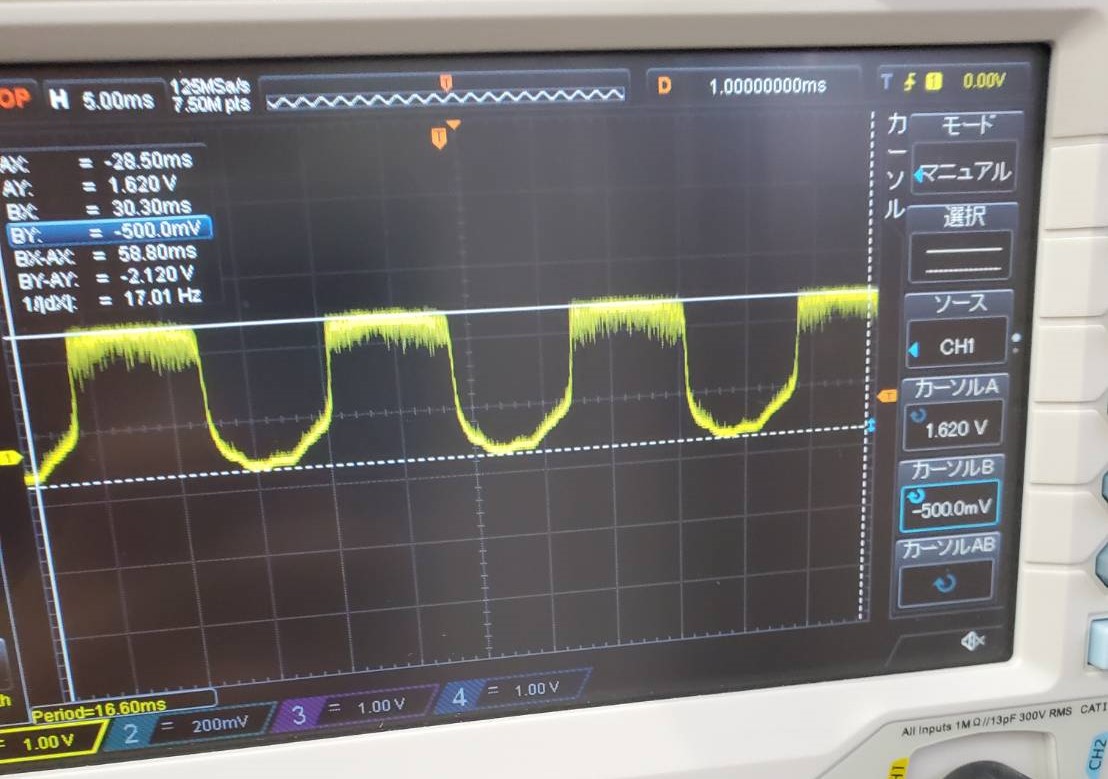 OP H 5.00ms 125MSa/s D 1.00000000ms T 1 0.00V
7.50M pts
T
AX: = -28.50ms
AY: = 1.620 V
BX: = 30.30ms
BY: = -500.0mV
BX-AX: = 58.80ms
BY-AY: = -2.120 V
1/|dX|: = 17.01 Hz
カーソル
モード
マニュアル
選択
ソース
CH1
カーソルA
1.620 V
カーソルB
-500.0mV
カーソルAB
T
1
Period=16.60ms
= 1.00 V 2 = 200mV 3 = 1.00 V 4 = 1.00 V
All Inputs 1MΩ//13pF 300V RMS CATI
CH2